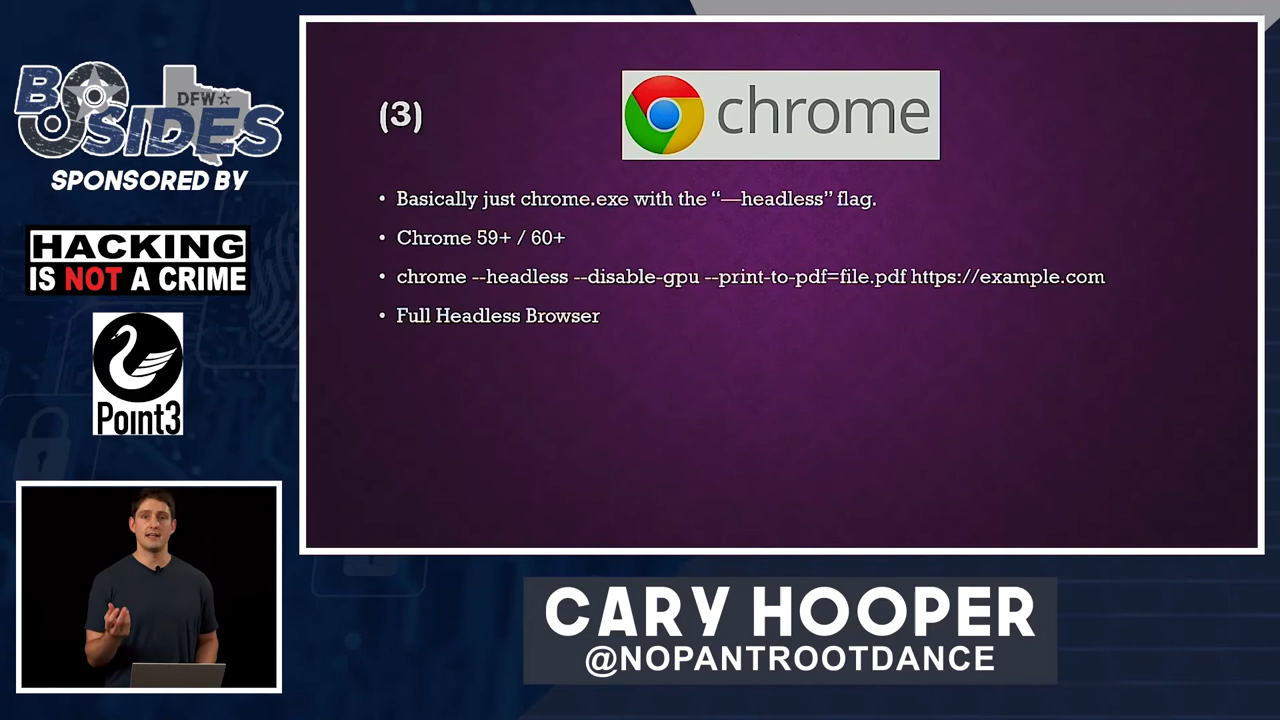 BSIDES
DFW
SPONSORED BY
HACKING
IS NOT A CRIME
Point3
(3)
chrome
• Basically just chrome.exe with the “—headless” flag.
• Chrome 59+ / 60+
• chrome --headless --disable-gpu --print-to-pdf=file.pdf https://example.com
• Full Headless Browser
CARY HOOPER
@NOPANTROOTDANCE